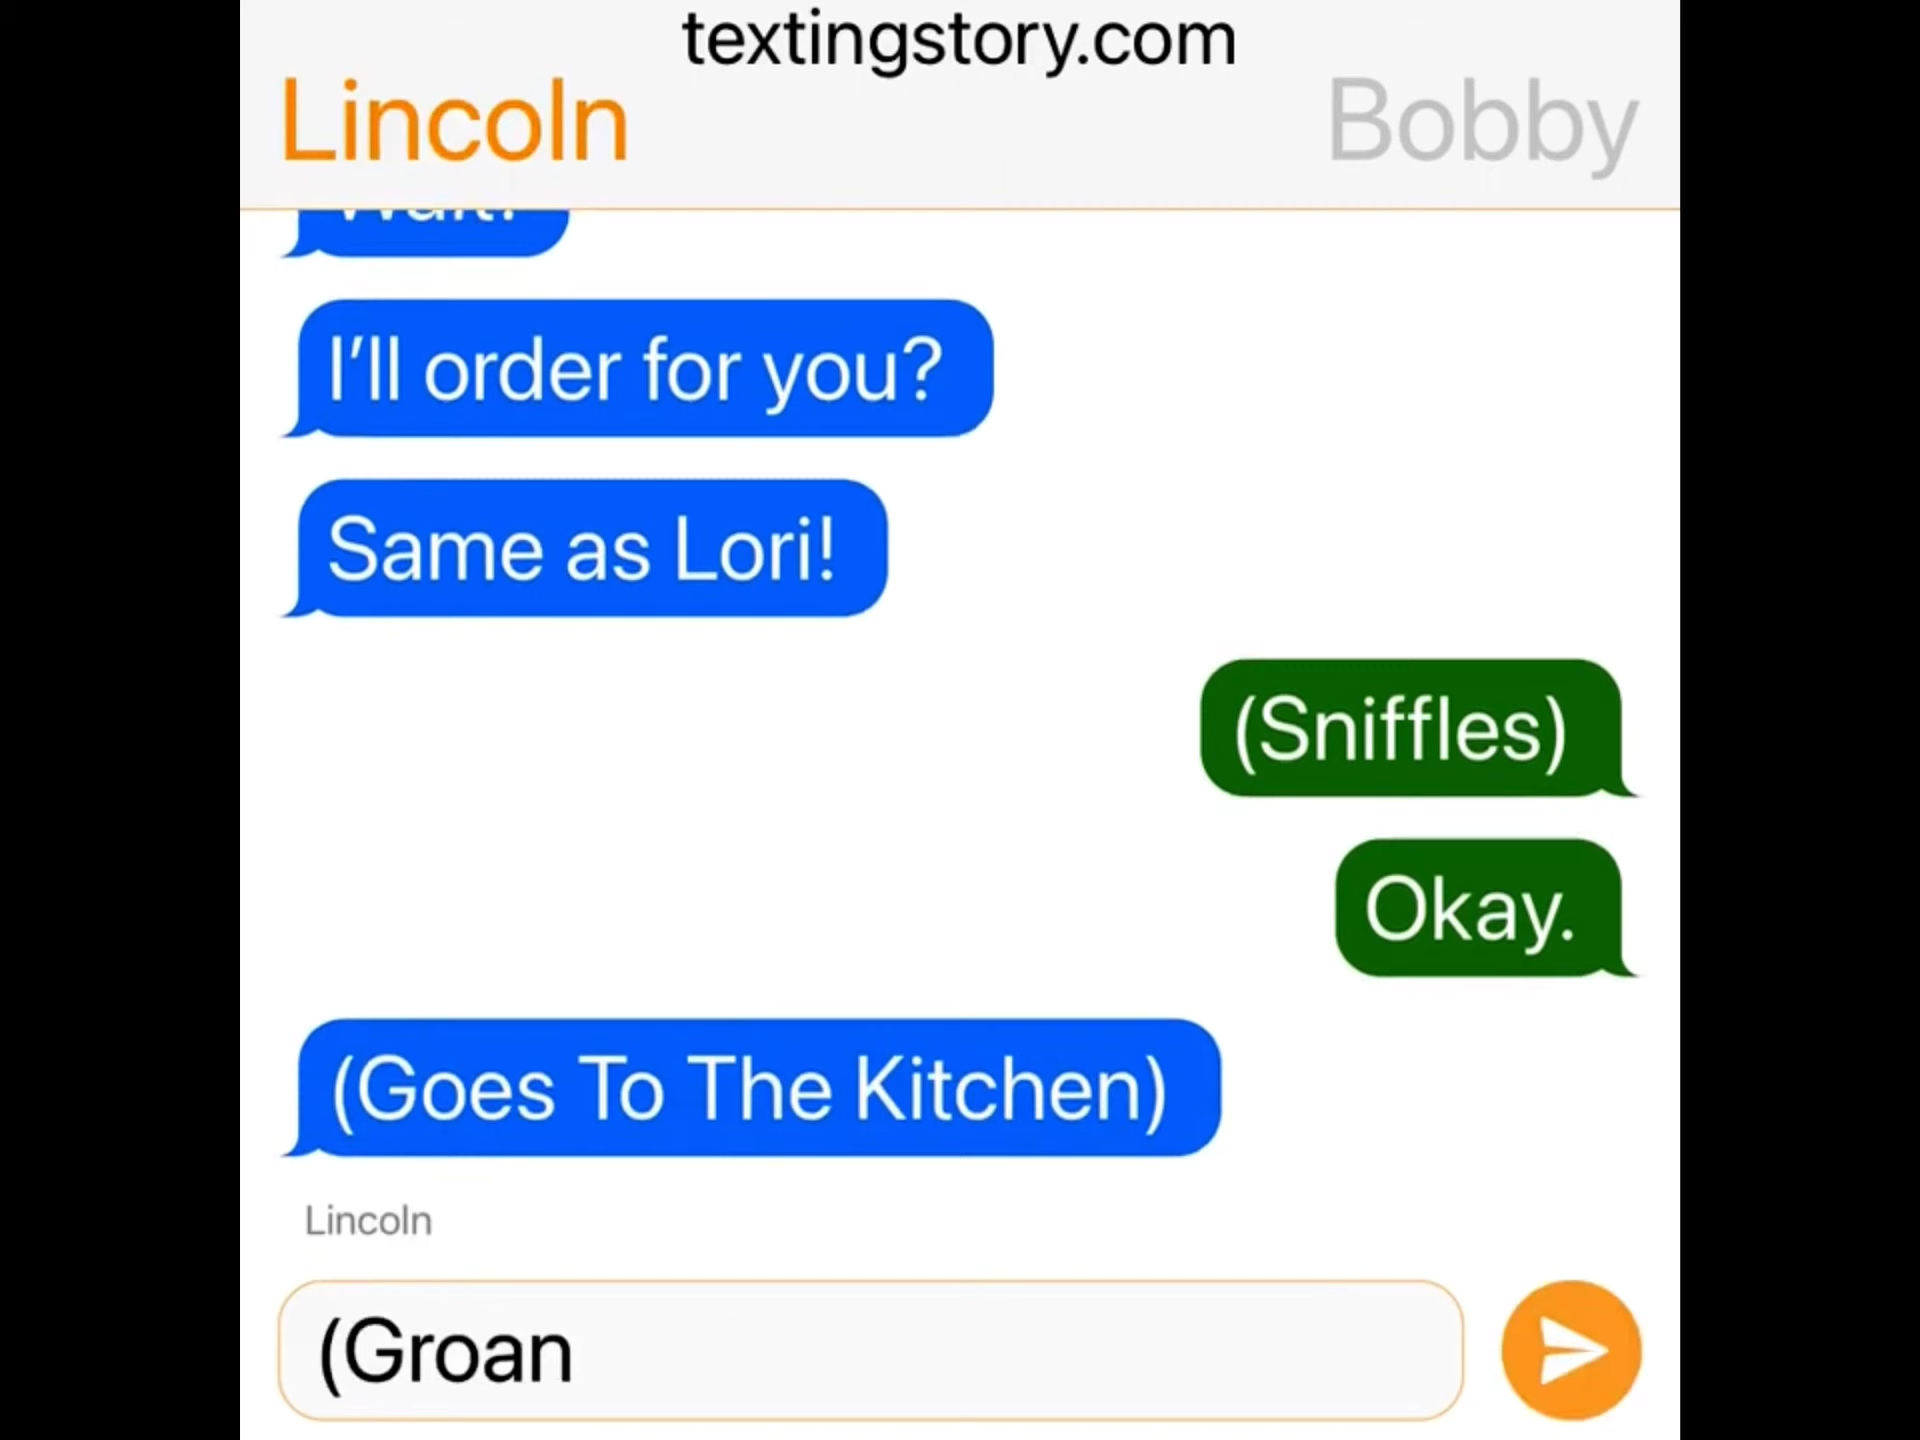 textingstory.com
Lincoln
Bobby
I’ll order for you?
Same as Lori!
(Sniffles)
Okay.
(Goes To The Kitchen)
Lincoln
(Groan